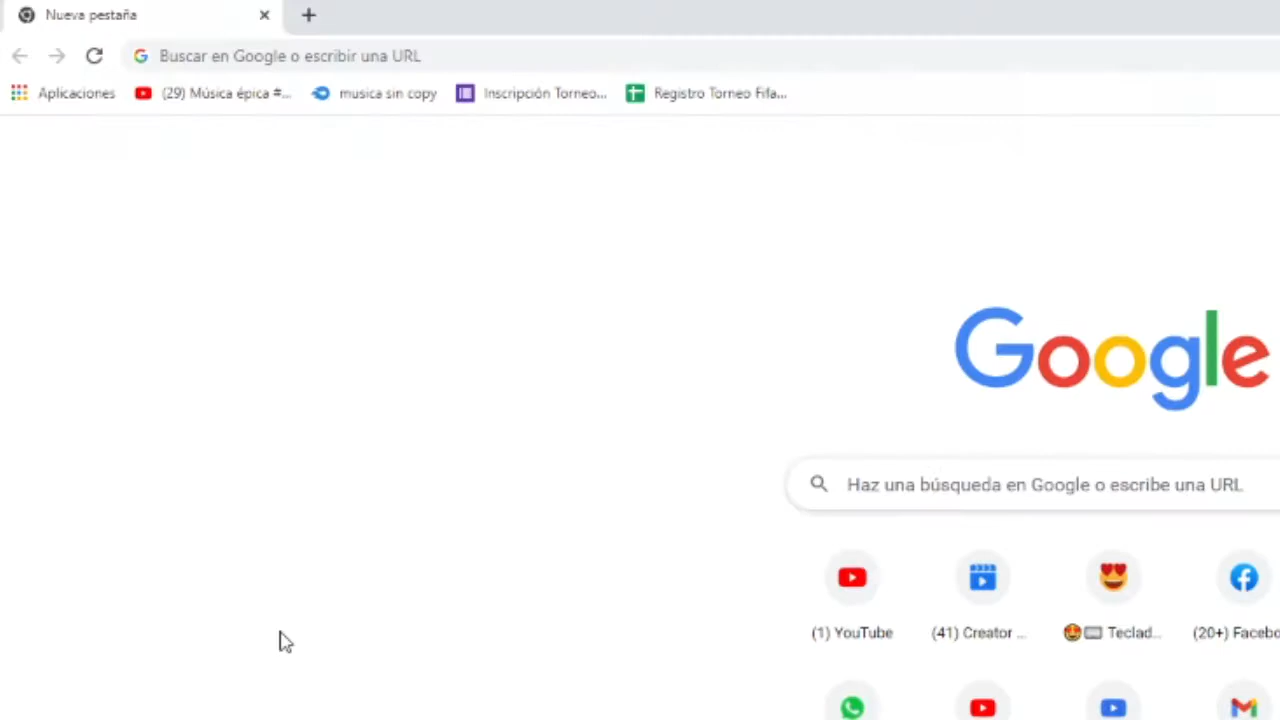 Nueva pestaña
Buscar en Google o escribir una URL
Aplicaciones (29) Música épica #... musica sin copy Inscripción Torneo... Registro Torneo Fifa...
Google
Haz una búsqueda en Google o escribe una URL
(1) YouTube (41) Creator ... 🤩⌨ Teclad... (20+) Facebo